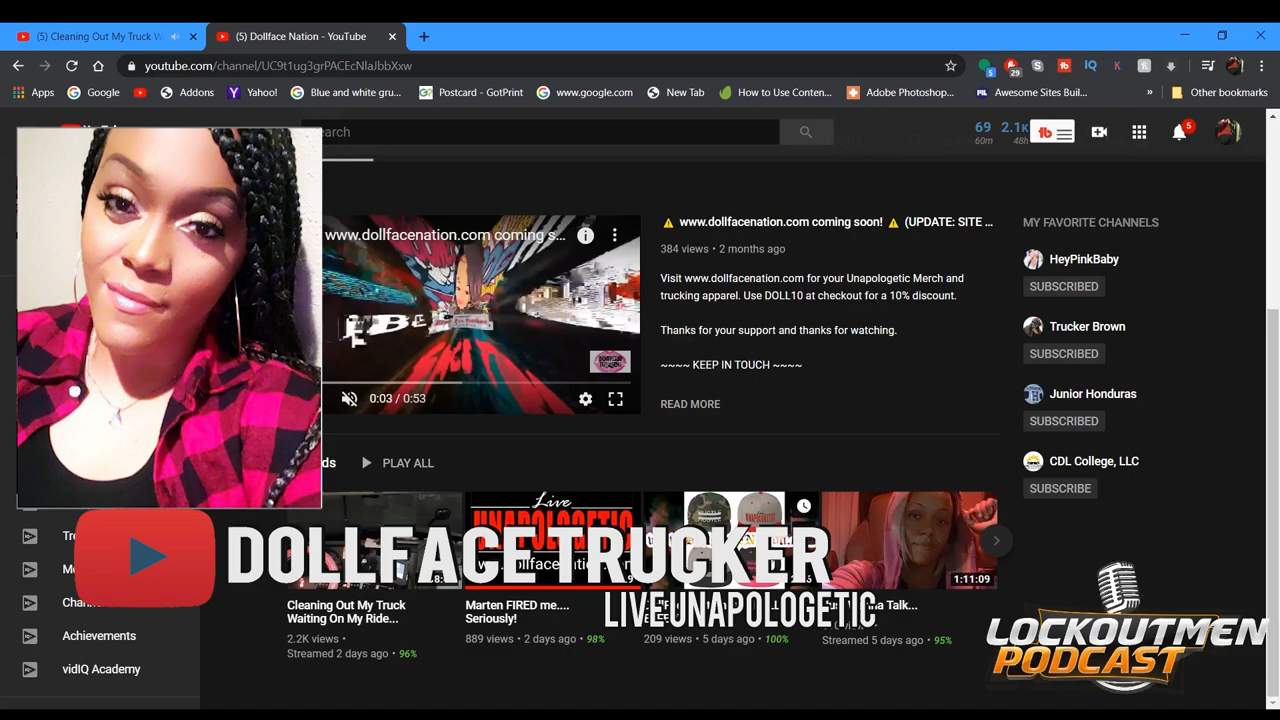 (5) Cleaning Out My Truck W
(5) Dollface Nation - YouTube
youtube.com/channel/UC9t1ug3grPACEcNlaJbbXxw
5
29
IQ
K
Apps
Google
Addons
Yahoo!
Blue and white gru...
Postcard - GotPrint
www.google.com
New Tab
How to Use Conten...
Adobe Photoshop...
Awesome Sites Buil...
»
Other bookmarks
earch
69
60m
2.1K
48h
5
www.dollfacenation.com coming s...
www.dollfacenation.com coming soon!
(UPDATE: SITE ...
384 views • 2 months ago
Visit www.dollfacenation.com for your Unapologetic Merch and
trucking apparel. Use DOLL10 at checkout for a 10% discount.
Thanks for your support and thanks for watching.
~~~~ KEEP IN TOUCH ~~~~
READ MORE
0:03 / 0:53
MY FAVORITE CHANNELS
HeyPinkBaby
SUBSCRIBED
Trucker Brown
SUBSCRIBED
Junior Honduras
SUBSCRIBED
CDL College, LLC
SUBSCRIBE
ds
PLAY ALL
Live
UNAPOLOGETIC
1:11:09
DOLLFACE TRUCKER
LIVEUNAPOLOGETIC
Cleaning Out My Truck
Waiting On My Ride...
2.2K views •
Streamed 2 days ago • 96%
Marten FIRED me....
Seriously!
889 views • 2 days ago • 98%
209 views • 5 days ago • 100%
Streamed 5 days ago • 95%
Achievements
vidIQ Academy
LOCKOUTMEN
PODCAST